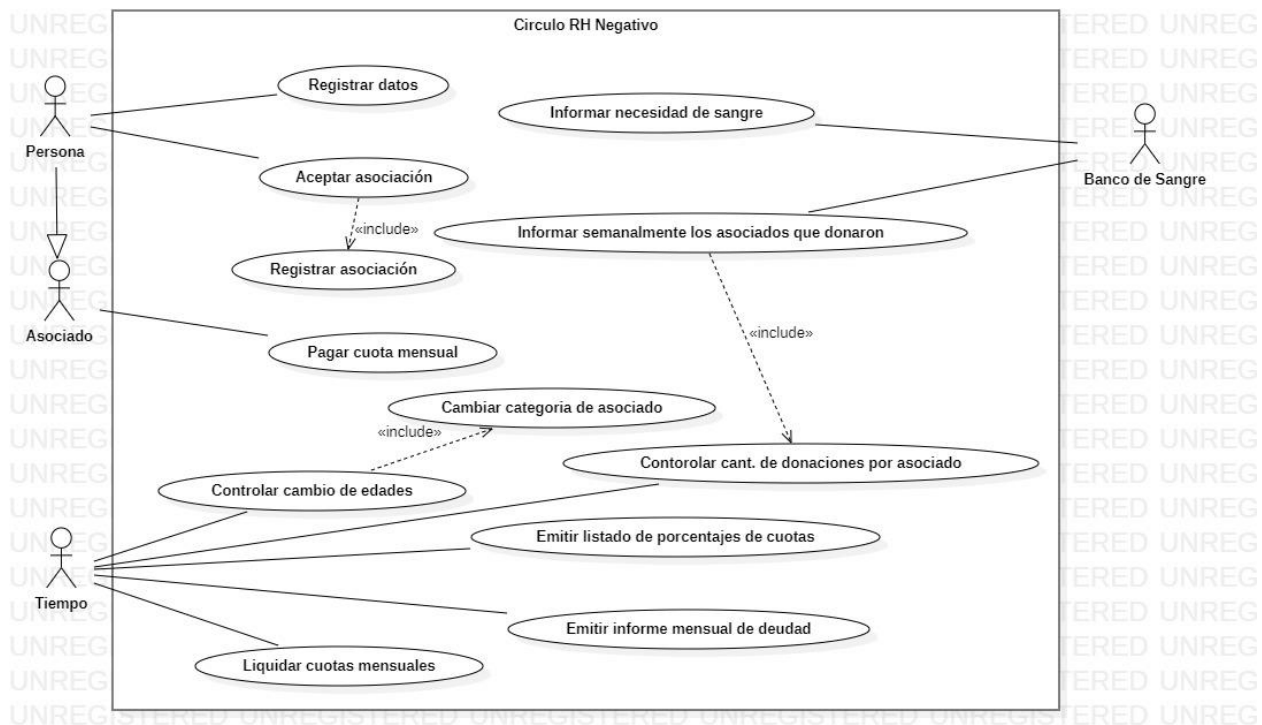 Circulo RH Negativo
Registrar datos
Informar necesidad de sangre
Persona
Aceptar asociación
Banco de Sangre
«include»
Informar semanalmente los asociados que donaron
Registrar asociación
Asociado
«include»
Pagar cuota mensual
Cambiar categoria de asociado
«include»
Contorolar cant. de donaciones por asociado
Controlar cambio de edades
Emitir listado de porcentajes de cuotas
Tiempo
Emitir informe mensual de deudad
Liquidar cuotas mensuales
UNREGISTERED UNREGISTERED UNREGISTERED UNREG